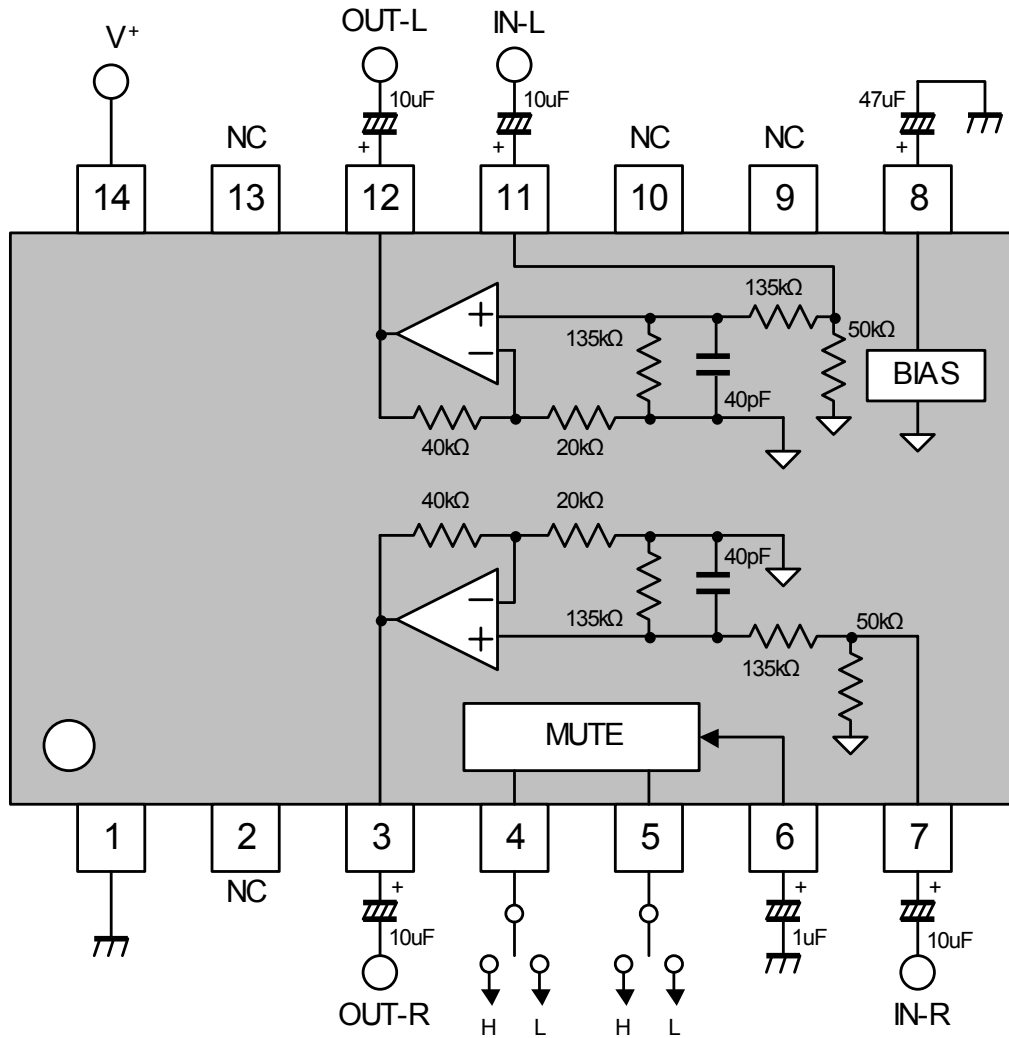 OUT-L IN-L
V+
10uF 10uF 47uF
NC NC NC
+ + +
14 13 12 11 10 9 8
135kΩ
+ 50kΩ
135kΩ
− BIAS
40pF
40kΩ 20kΩ
40kΩ 20kΩ
40pF
−
135kΩ 50kΩ
+
135kΩ
MUTE
1 2 3 4 5 6 7
NC + + +
10uF 1uF 10uF
OUT-R H L H L IN-R